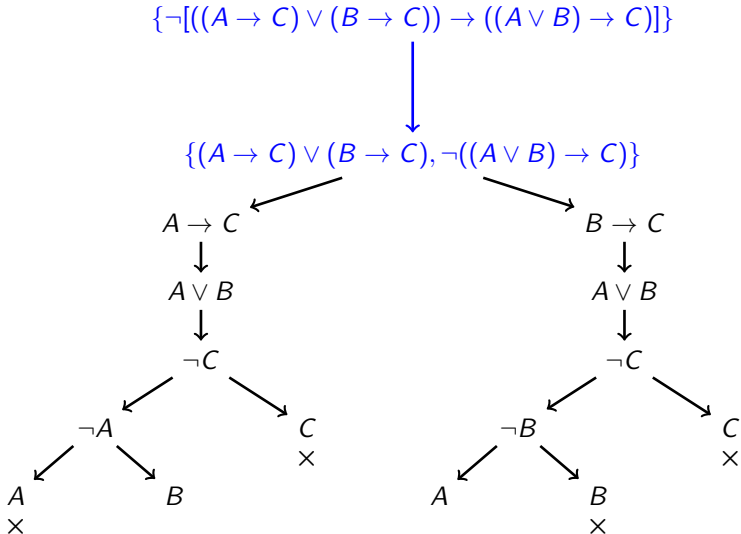 {¬[((A → C) ∨ (B → C)) → ((A ∨ B) → C)]}
{(A → C) ∨ (B → C), ¬((A ∨ B) → C)}
A → C B → C
A ∨ B A ∨ B
¬C ¬C
¬A C ¬B C
× ×
A B A B
× ×